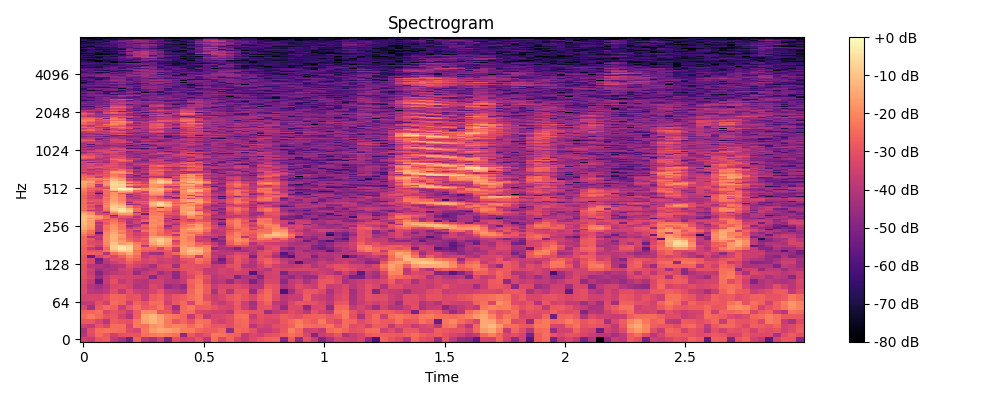 Spectrogram
Hz
4096
2048
1024
512
256
128
64
0
0
0.5
1
1.5
2
2.5
Time
+0 dB
-10 dB
-20 dB
-30 dB
-40 dB
-50 dB
-60 dB
-70 dB
-80 dB